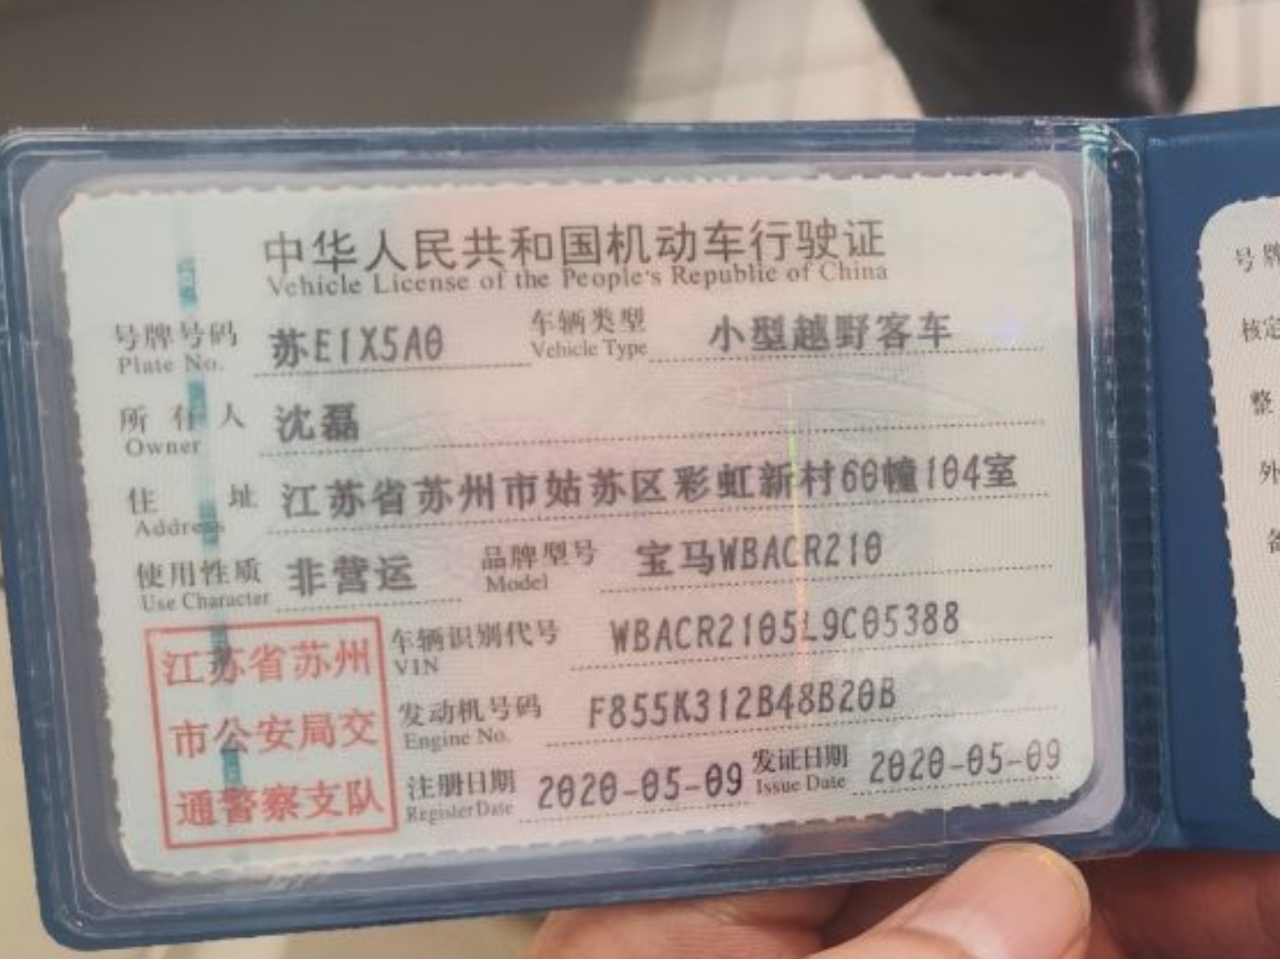 中华人民共和国机动车行驶证
Vehicle License of the People's Republic of China
号牌号码 苏E1X5A0 车辆类型 小型越野客车
Plate No. Vehicle Type
所有人 沈磊
Owner
住址 江苏省苏州市姑苏区彩虹新村60幢104室
Address
使用性质 非营运 品牌型号 宝马WBACR210
Use Character Model
江苏省苏州
市公安局交
通警察支队
车辆识别代号 WBACR2105L9C05388
VIN
发动机号码 F855K312B48B20B
Engine No.
注册日期 2020-05-09 发证日期 2020-05-09
Register Date Issue Date
号牌
核定
整
外